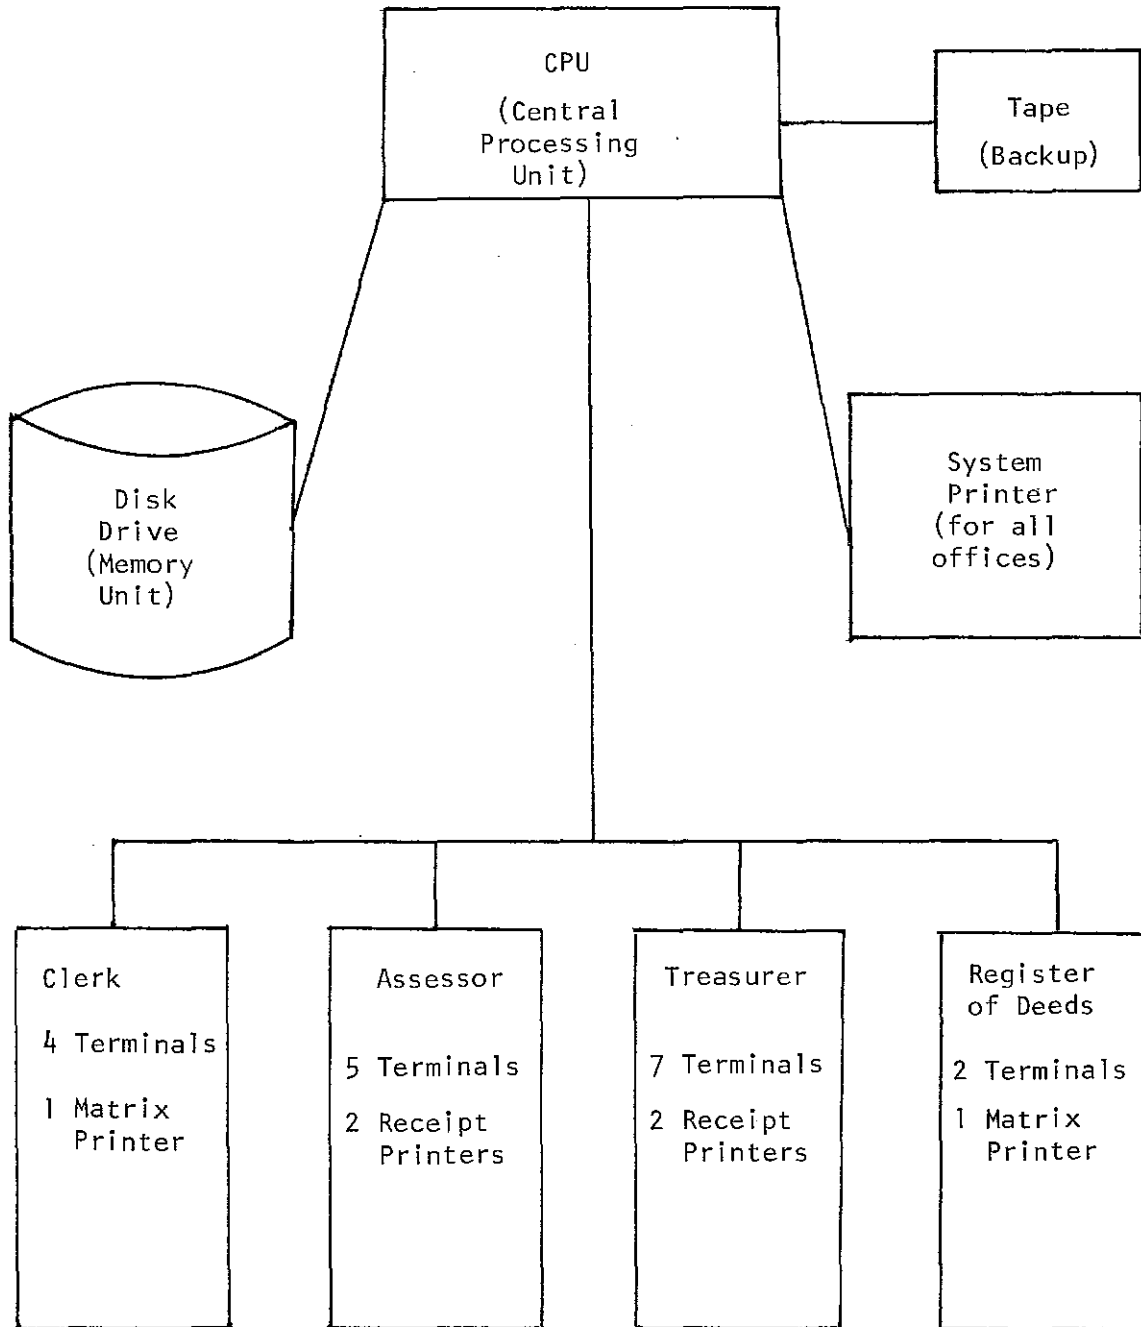 CPU
(Central
Processing
Unit)
Tape
(Backup)
Disk
Drive
(Memory
Unit)
System
Printer
(for all
offices)
Clerk
4 Terminals
1 Matrix
Printer
Assessor
5 Terminals
2 Receipt
Printers
Treasurer
7 Terminals
2 Receipt
Printers
Register
of Deeds
2 Terminals
1 Matrix
Printer